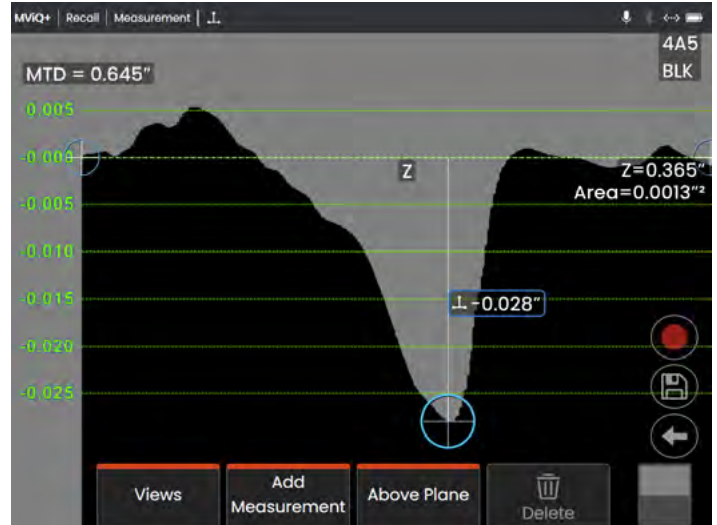 MViQ+ | Recall | Measurement |
4A5
BLK
MTD = 0.645"
-0.005
-0.000
Z
Z=0.365"
Area=0.0013"²
-0.005
-0.010
-0.015
-0.028"
-0.020
-0.025
Views
Add
Measurement
Above Plane
Delete